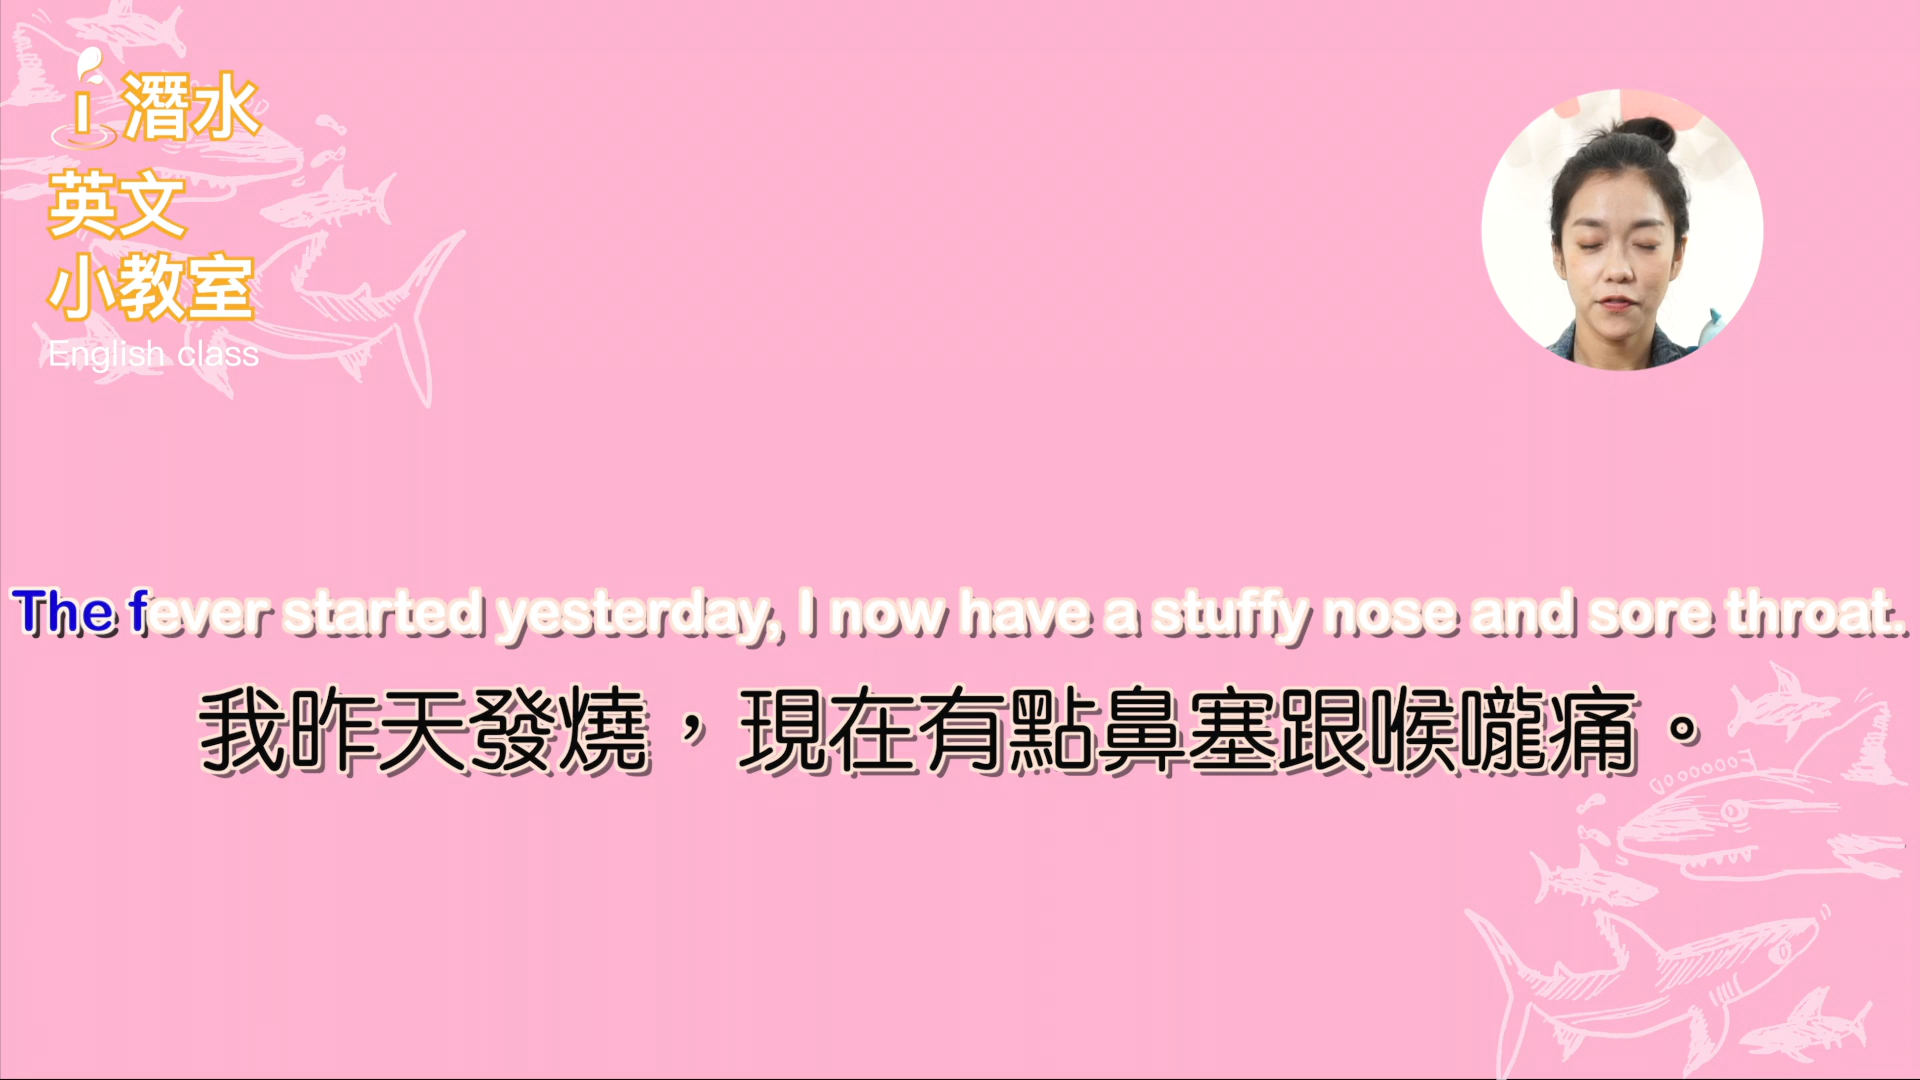 i 潛水
英文
小教室
English class
The fever started yesterday, I now have a stuffy nose and sore throat.
我昨天發燒，現在有點鼻塞跟喉嚨痛。